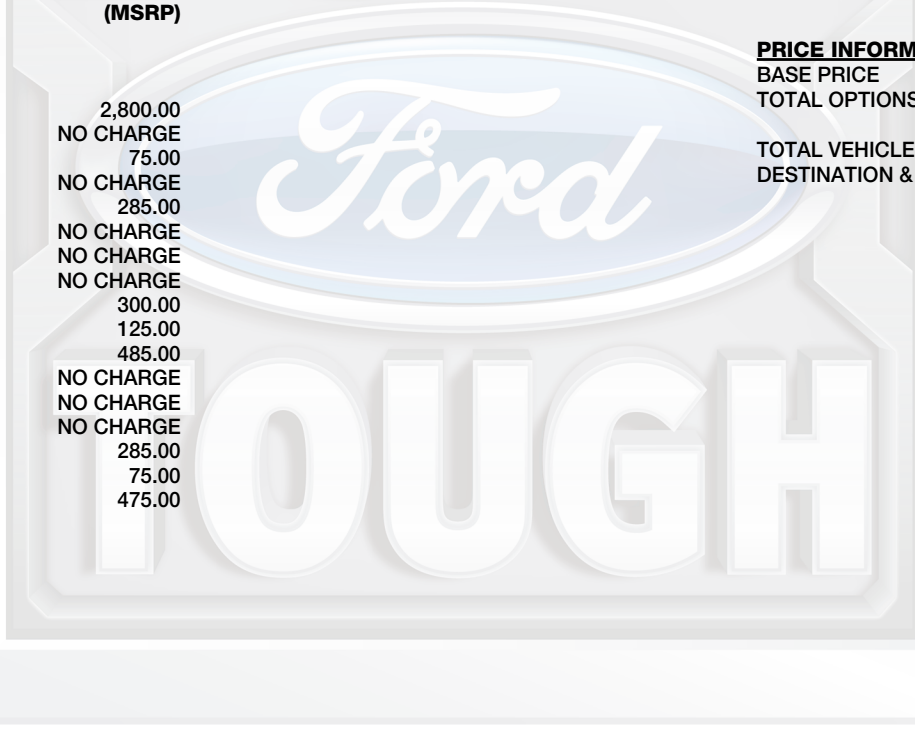 (MSRP)
2,800.00
NO CHARGE
75.00
NO CHARGE
285.00
NO CHARGE
NO CHARGE
NO CHARGE
300.00
125.00
485.00
NO CHARGE
NO CHARGE
NO CHARGE
285.00
75.00
475.00
PRICE INFORM
BASE PRICE
TOTAL OPTIONS
TOTAL VEHICLE
DESTINATION &
Ford
TOUGH